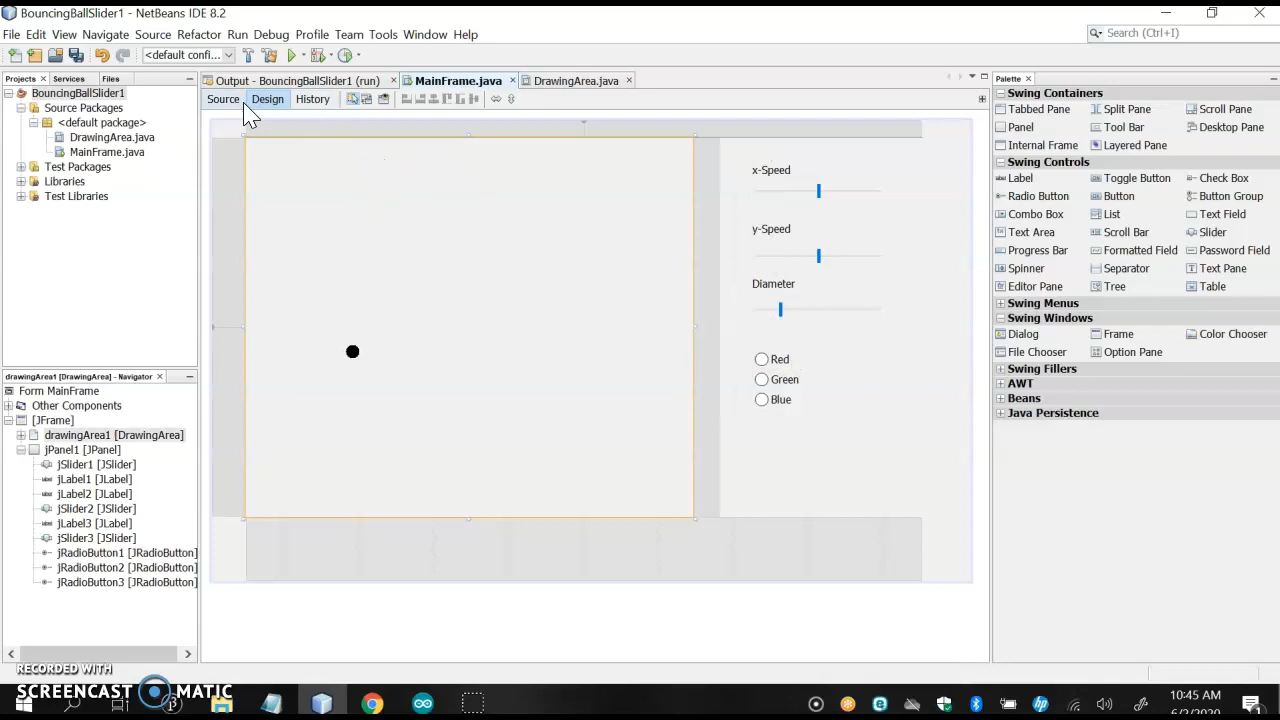 BouncingBallSlider1 - NetBeans IDE 8.2
File Edit View Navigate Source Refactor Run Debug Profile Team Tools Window Help
Search (Ctrl+I)
<default confi...
Projects Services Files
Output - BouncingBallSlider1 (run) MainFrame.java DrawingArea.java
Palette
Source Design History
BouncingBallSlider1
Source Packages
<default package>
DrawingArea.java
MainFrame.java
Test Packages
Libraries
Test Libraries
x-Speed
y-Speed
Diameter
Red
Green
Blue
Swing Containers
Tabbed Pane Split Pane Scroll Pane
Panel Tool Bar Desktop Pane
Internal Frame Layered Pane
Swing Controls
Label Toggle Button Check Box
Radio Button Button Button Group
Combo Box List Text Field
Text Area Scroll Bar Slider
Progress Bar Formatted Field Password Field
Spinner Separator Text Pane
Editor Pane Tree Table
Swing Menus
Swing Windows
Dialog Frame Color Chooser
File Chooser Option Pane
Swing Fillers
AWT
Beans
Java Persistence
drawingArea1 [DrawingArea] - Navigator
Form MainFrame
Other Components
[JFrame]
drawingArea1 [DrawingArea]
jPanel1 [JPanel]
jSlider1 [JSlider]
jLabel1 [JLabel]
jLabel2 [JLabel]
jSlider2 [JSlider]
jLabel3 [JLabel]
jSlider3 [JSlider]
jRadioButton1 [JRadioButton]
jRadioButton2 [JRadioButton]
jRadioButton3 [JRadioButton]
RECORDED WITH
SCREENCAST MATIC
10:45 AM